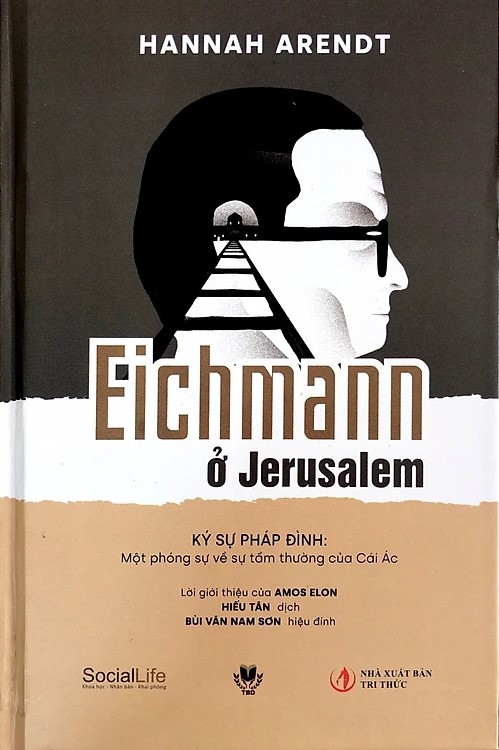 HANNAH ARENDT
Eichmann
ở Jerusalem
KÝ SỰ PHÁP ĐÌNH:
Một phóng sự về sự tầm thường của Cái Ác
Lời giới thiệu của AMOS ELON
HIẾU TÂN dịch
BÙI VĂN NAM SƠN hiệu đính
SocialLife
Khoa học - Nhân bản - Khai phóng
TBD
NHÀ XUẤT BẢN
TRI THỨC